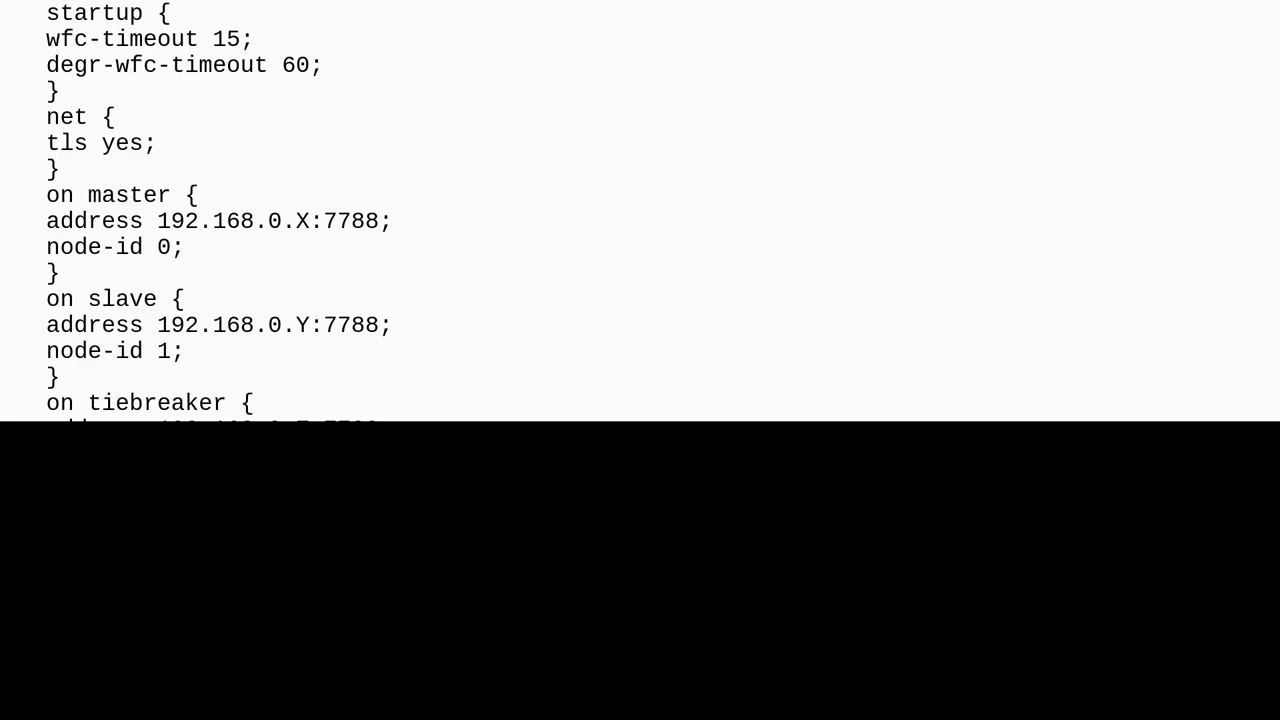 startup {
wfc-timeout 15;
degr-wfc-timeout 60;
}
net {
tls yes;
}
on master {
address 192.168.0.X:7788;
node-id 0;
}
on slave {
address 192.168.0.Y:7788;
node-id 1;
}
on tiebreaker {